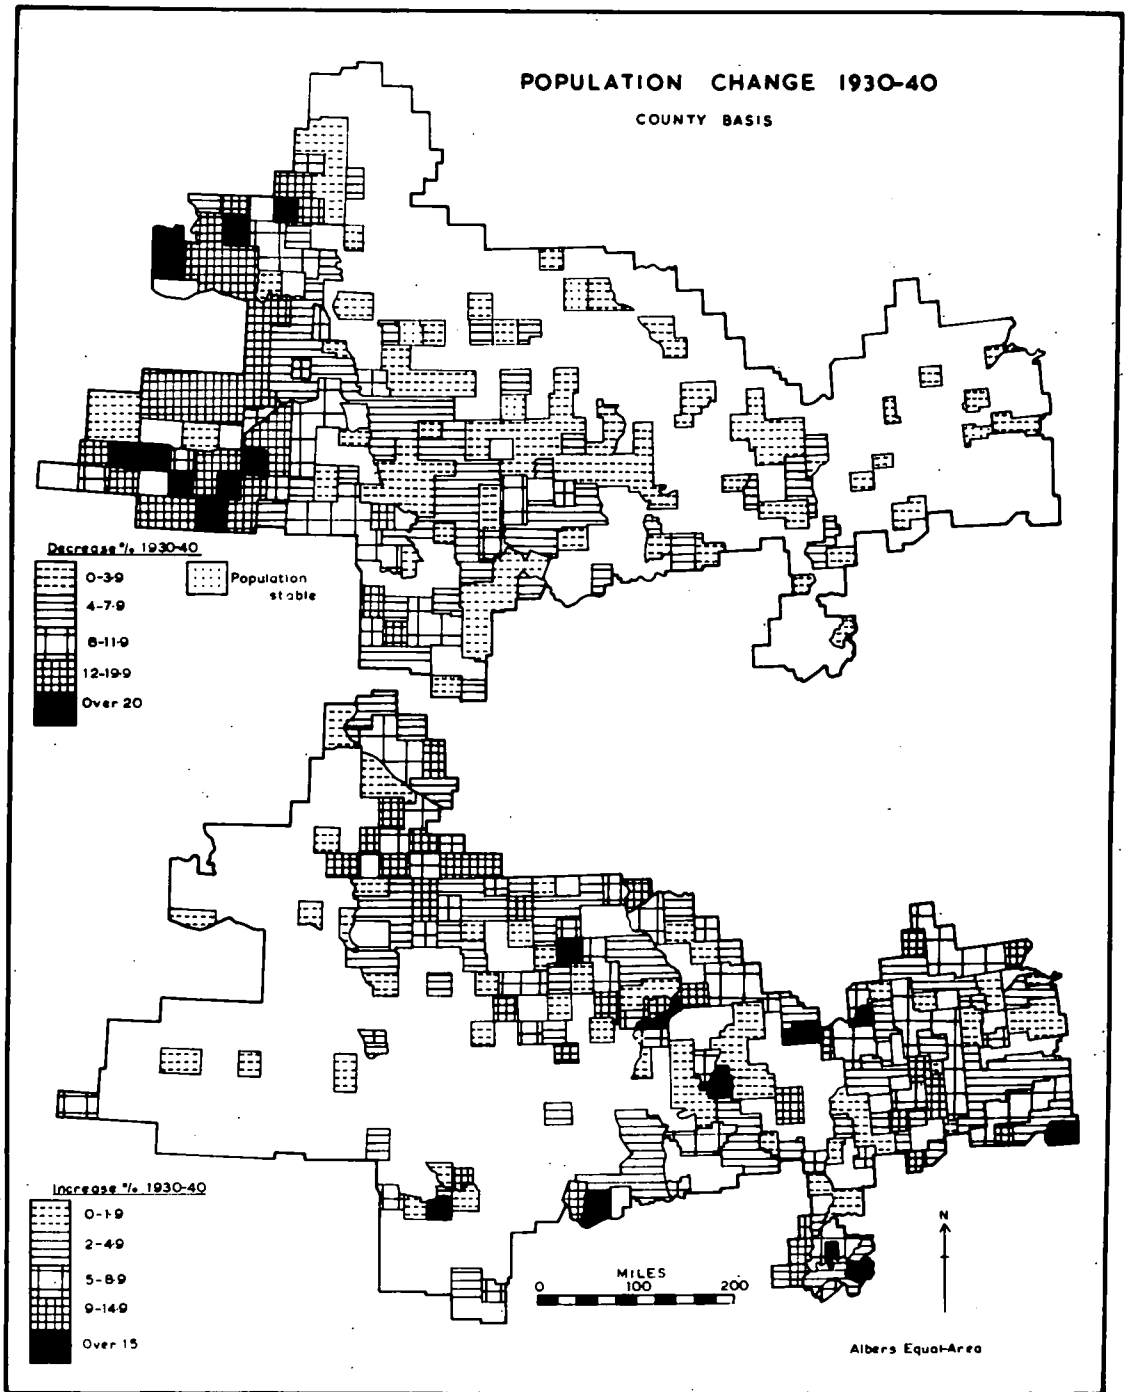 POPULATION CHANGE 1930-40
COUNTY BASIS
Decrease % 1930-40
0-3·9
4-7·9
8-11·9
12-19·9
Over 20
Population
stable
Increase % 1930-40
0-1·9
2-4·9
5-8·9
9-14·9
Over 15
MILES
0 100 200
N
Albers Equal-Area